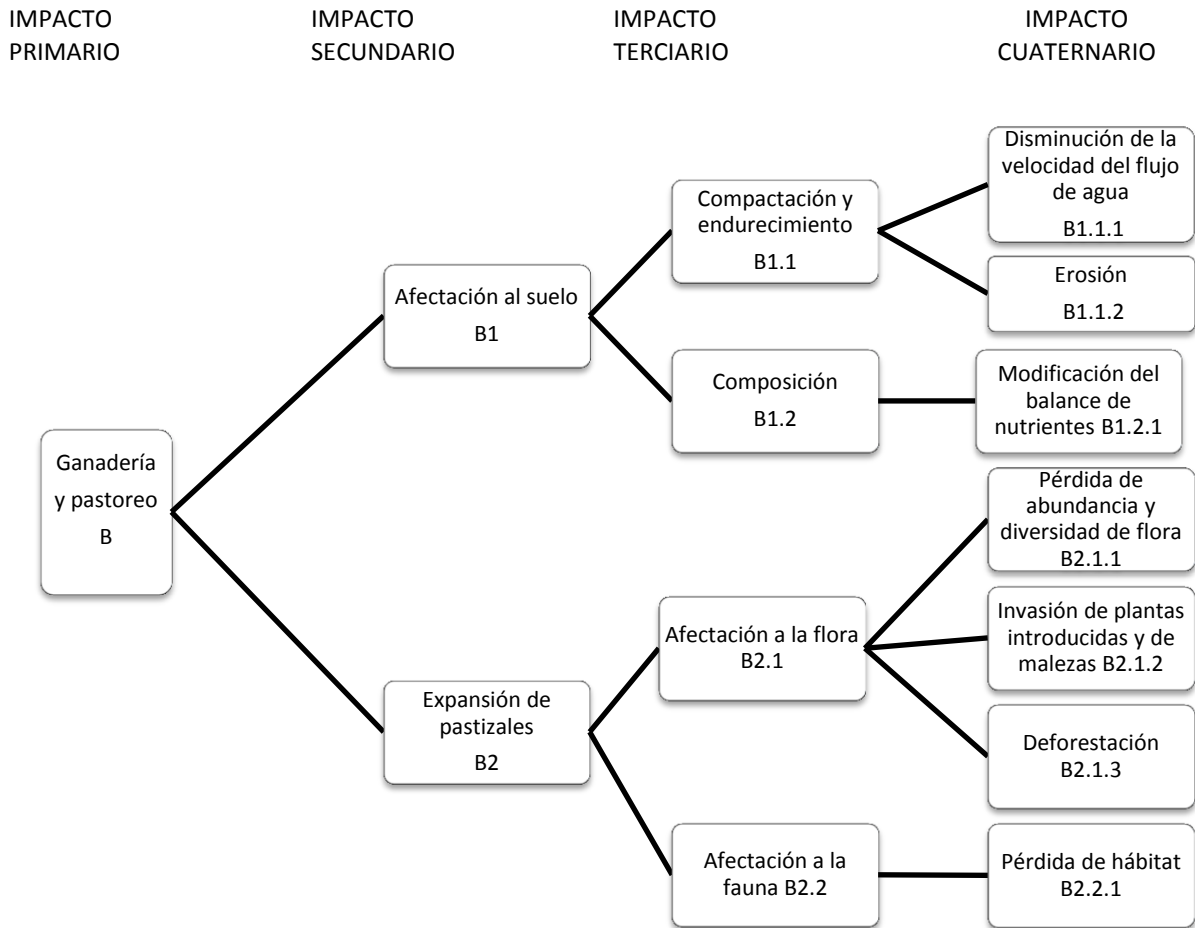 IMPACTO
PRIMARIO
IMPACTO
SECUNDARIO
IMPACTO
TERCIARIO
IMPACTO
CUATERNARIO
Ganadería
y pastoreo
B
Afectación al suelo
B1
Expansión de
pastizales
B2
Compactación y
endurecimiento
B1.1
Composición
B1.2
Afectación a la flora
B2.1
Afectación a la
fauna B2.2
Disminución de la
velocidad del flujo
de agua
B1.1.1
Erosión
B1.1.2
Modificación del
balance de
nutrientes B1.2.1
Pérdida de
abundancia y
diversidad de flora
B2.1.1
Invasión de plantas
introducidas y de
malezas B2.1.2
Deforestación
B2.1.3
Pérdida de hábitat
B2.2.1